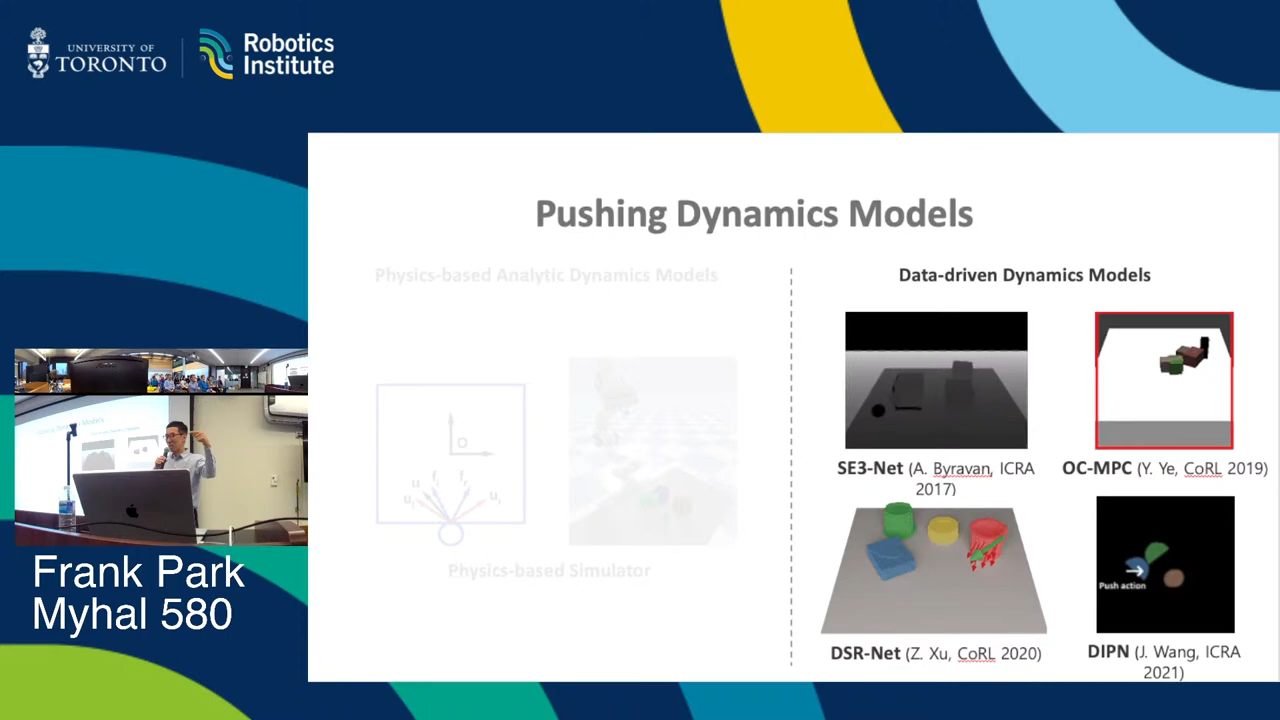 UNIVERSITY OF
TORONTO
Robotics
Institute
Pushing Dynamics Models
Physics-based Analytic Dynamics Models
Data-driven Dynamics Models
SE3-Net (A. Byravan, ICRA
2017)
OC-MPC (Y. Ye, CoRL 2019)
O
Physics-based Simulator
Push action
DSR-Net (Z. Xu, CoRL 2020)
DIPN (J. Wang, ICRA
2021)
Frank Park
Myhal 580